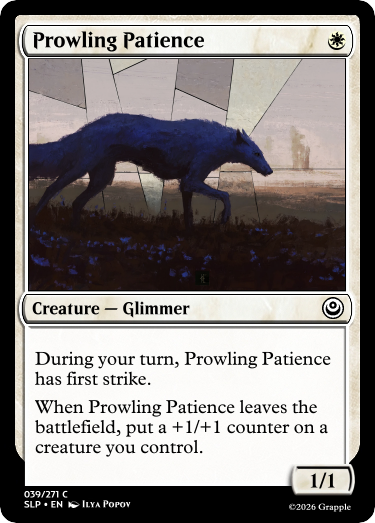 Prowling Patience
Creature — Glimmer
During your turn, Prowling Patience
has first strike.
When Prowling Patience leaves the
battlefield, put a +1/+1 counter on a
creature you control.
1/1
039/271 C
SLP • EN Ilya Popov
©2026 Grapple